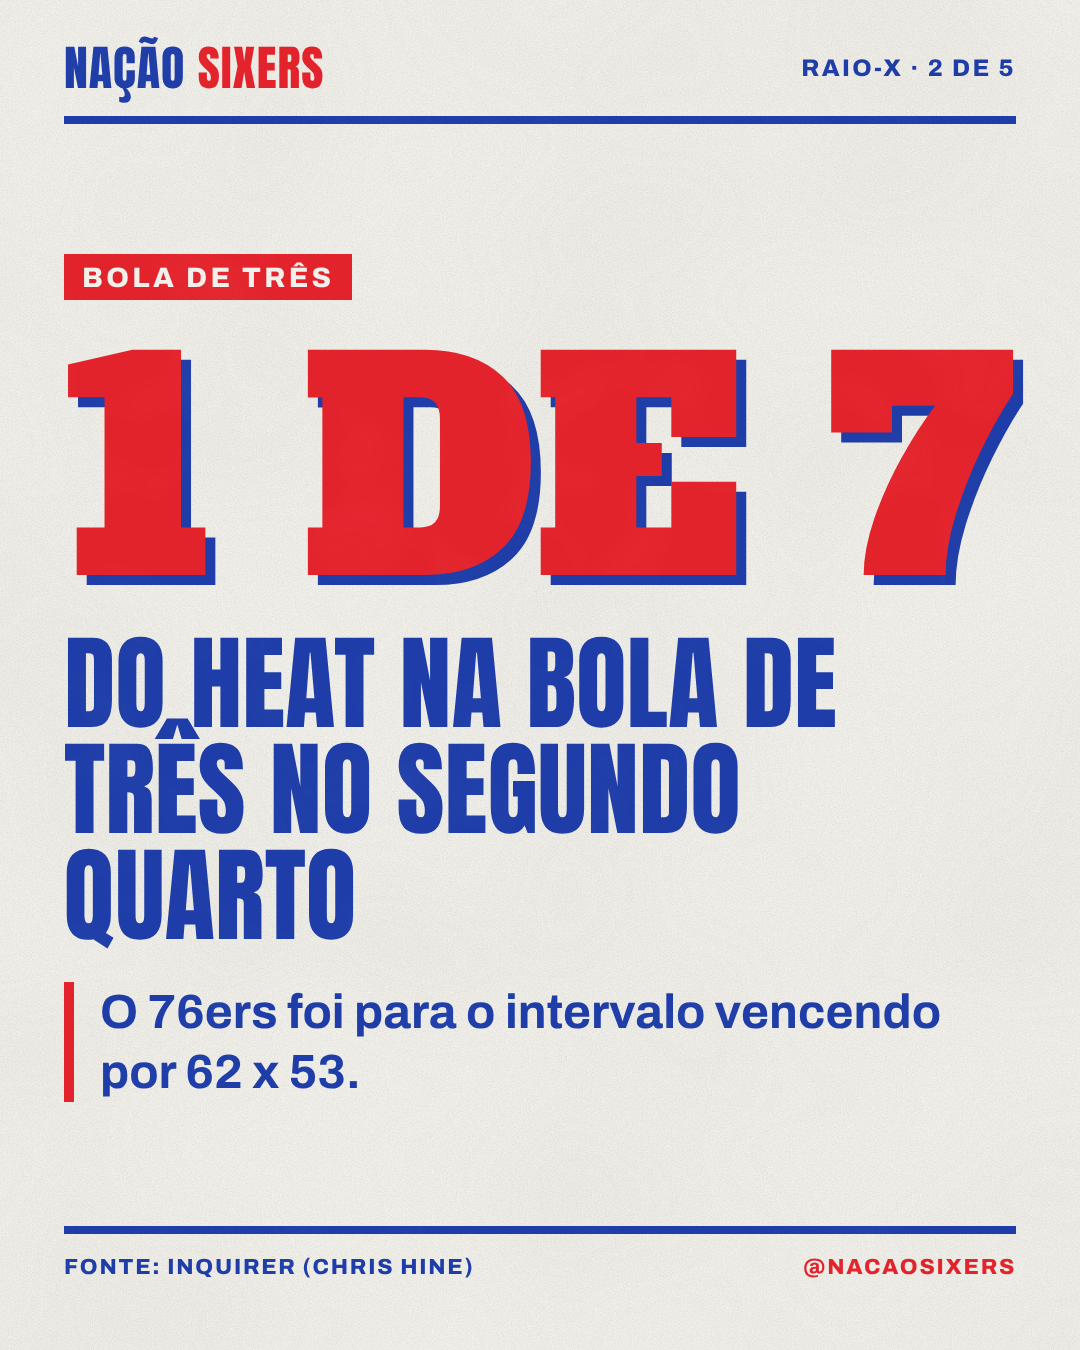 NAÇÃO SIXERS
RAIO-X · 2 DE 5
BOLA DE TRÊS
1 DE 7
DO HEAT NA BOLA DE
TRÊS NO SEGUNDO
QUARTO
O 76ers foi para o intervalo vencendo
por 62 x 53.
FONTE: INQUIRER (CHRIS HINE)
@NACAOSIXERS